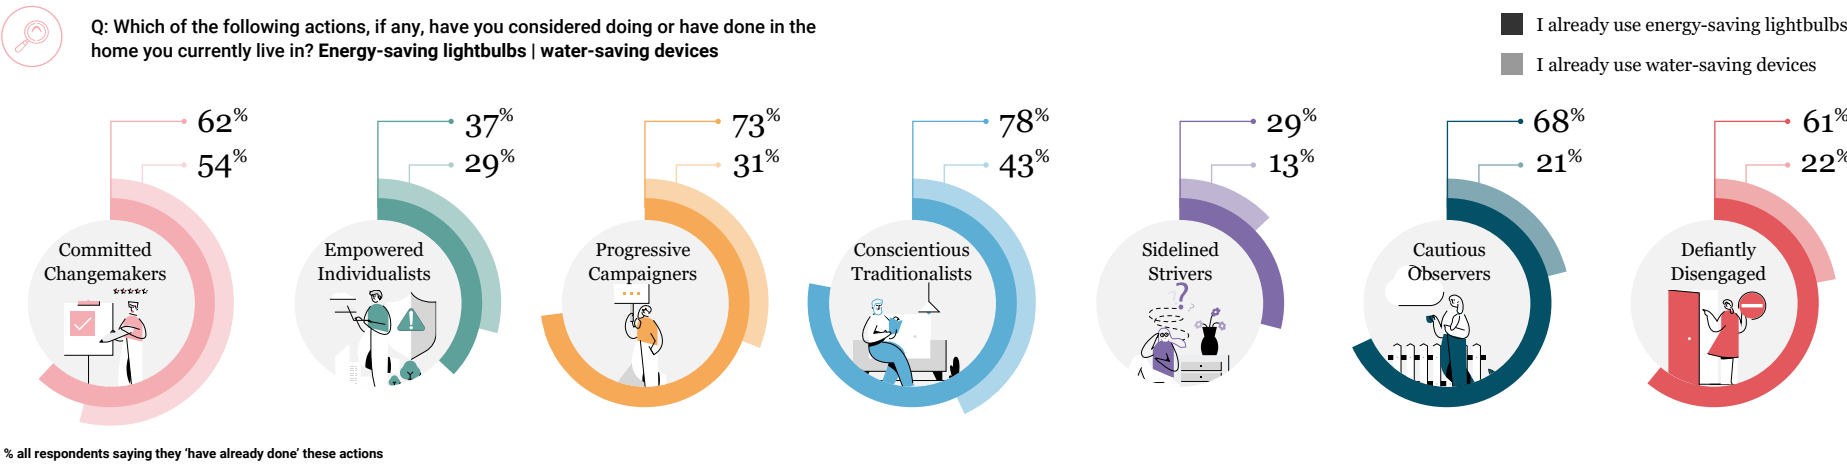 Q: Which of the following actions, if any, have you considered doing or have done in the
home you currently live in? Energy-saving lightbulbs | water-saving devices
I already use energy-saving lightbulbs
I already use water-saving devices
62%
54%
Committed
Changemakers
37%
29%
Empowered
Individualists
73%
31%
Progressive
Campaigners
78%
43%
Conscientious
Traditionalists
29%
13%
Sidelined
Strivers
?
68%
21%
Cautious
Observers
61%
22%
Defiantly
Disengaged
% all respondents saying they ‘have already done’ these actions